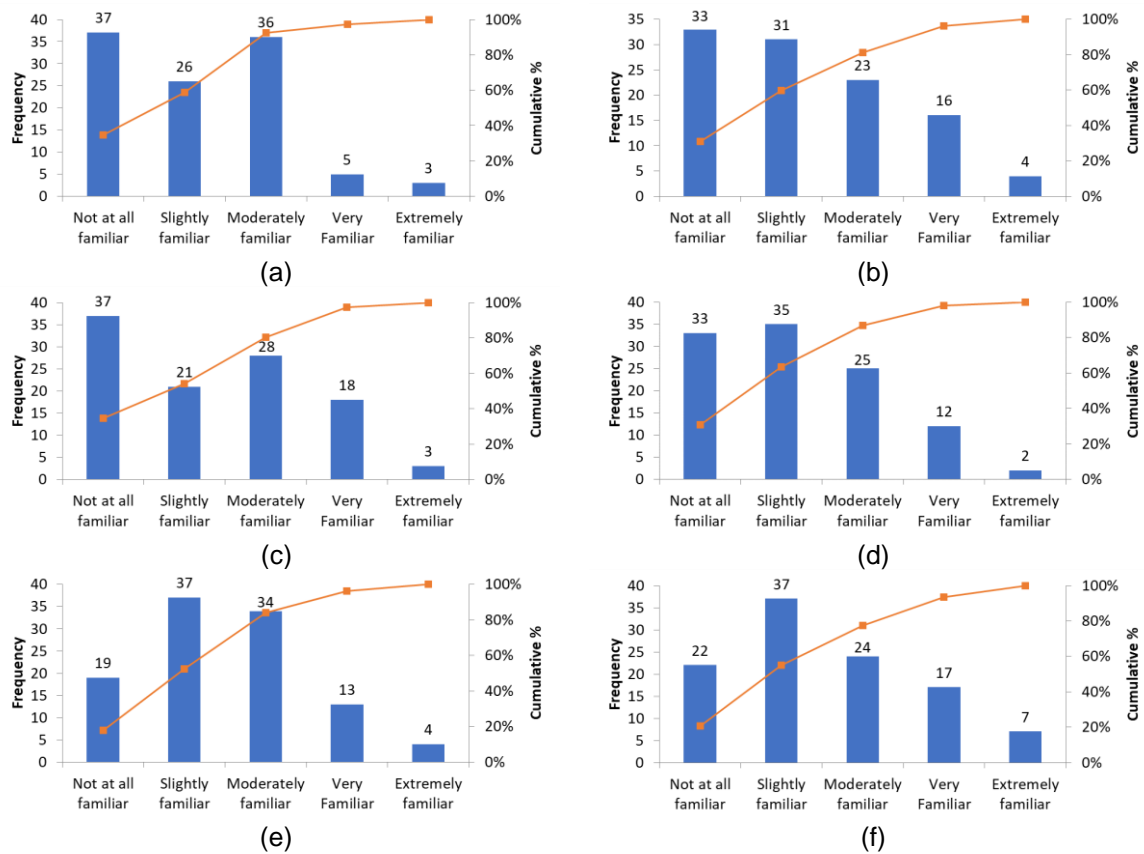 40
35
30
25
20
15
10
5
0
Frequency
37
26
36
5
3
100%
80%
60%
40%
20%
0%
Cumulative %
Not at all familiar
Slightly familiar
Moderately familiar
Very Familiar
Extremely familiar
(a)
40
35
30
25
20
15
10
5
0
Frequency
33
31
23
16
4
100%
80%
60%
40%
20%
0%
Cumulative %
Not at all familiar
Slightly familiar
Moderately familiar
Very Familiar
Extremely familiar
(b)
40
35
30
25
20
15
10
5
0
Frequency
37
21
28
18
3
100%
80%
60%
40%
20%
0%
Cumulative %
Not at all familiar
Slightly familiar
Moderately familiar
Very Familiar
Extremely familiar
(c)
40
35
30
25
20
15
10
5
0
Frequency
33
35
25
12
2
100%
80%
60%
40%
20%
0%
Cumulative %
Not at all familiar
Slightly familiar
Moderately familiar
Very Familiar
Extremely familiar
(d)
40
35
30
25
20
15
10
5
0
Frequency
19
37
34
13
4
100%
80%
60%
40%
20%
0%
Cumulative %
Not at all familiar
Slightly familiar
Moderately familiar
Very Familiar
Extremely familiar
(e)
40
35
30
25
20
15
10
5
0
Frequency
22
37
24
17
7
100%
80%
60%
40%
20%
0%
Cumulative %
Not at all familiar
Slightly familiar
Moderately familiar
Very Familiar
Extremely familiar
(f)